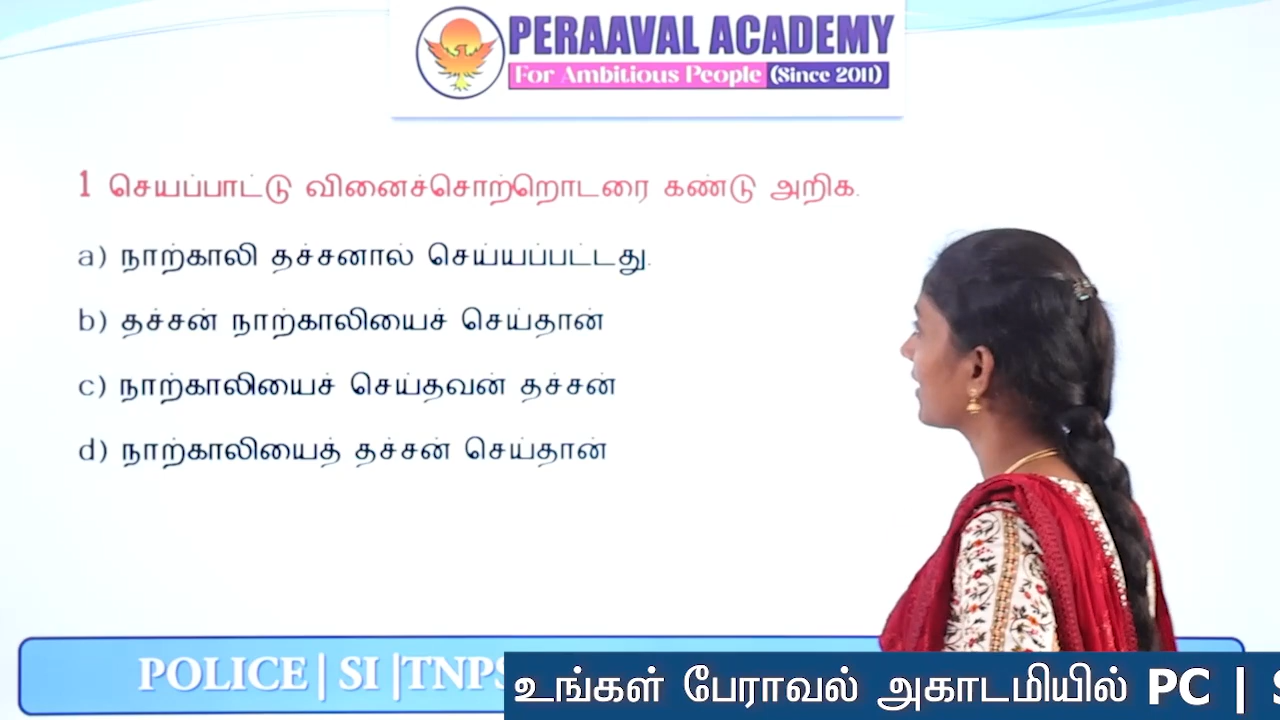 PERAAVAL ACADEMY
For Ambitious People (Since 2011)
1 செயப்பாட்டு வினைச்சொற்றொடரை கண்டு அறிக.
a) நாற்காலி தச்சனால் செய்யப்பட்டது.
b) தச்சன் நாற்காலியைச் செய்தான்
c) நாற்காலியைச் செய்தவன் தச்சன்
d) நாற்காலியைத் தச்சன் செய்தான்
POLICE | SI |TNPS
உங்கள் பேராவல் அகாடமியில் PC |